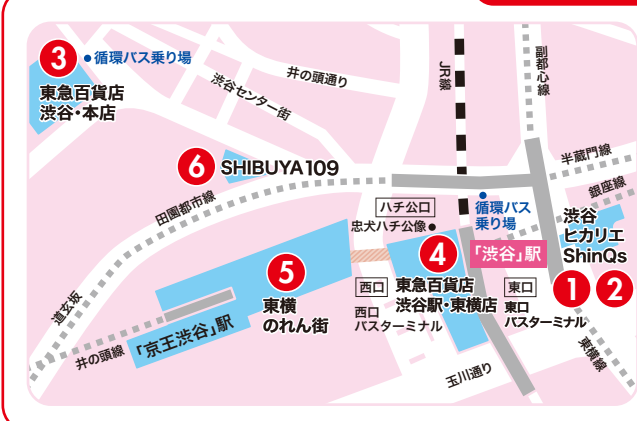 3
循環バス乗り場
東急百貨店
渋谷・本店
井の頭通り
渋谷センター街
JR線
副都心線
6
SHIBUYA109
半蔵門線
銀座線
田園都市線
ハチ公口
忠犬ハチ公像
循環バス
乗り場
渋谷
ヒカリエ
ShinQs
「渋谷」駅
4
東急百貨店
渋谷駅・東横店
5
東横
のれん街
西口
西口
バスターミナル
東口
東口
バスターミナル
1
2
道玄坂
井の頭線
「京王渋谷」駅
玉川通り
東横線